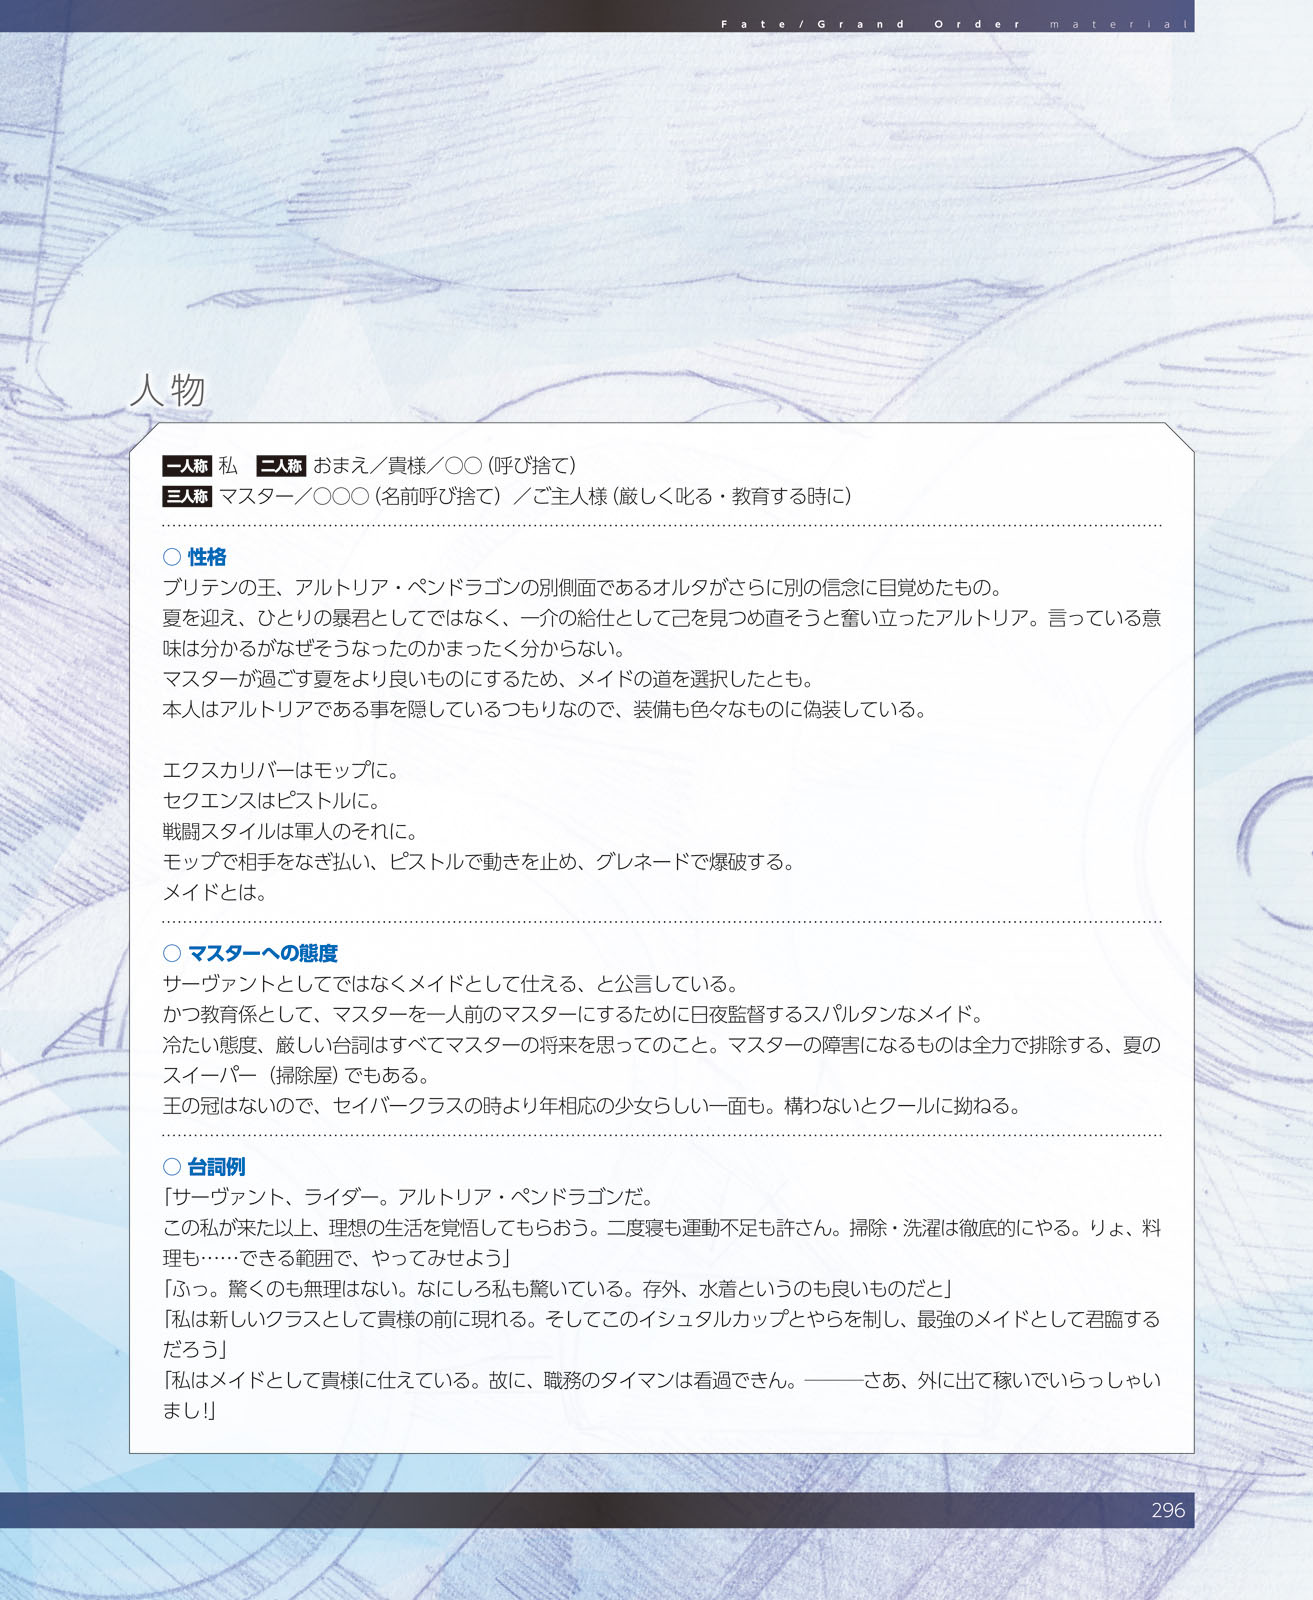 Fate/Grand Order material
人物
一人称 私 二人称 おまえ／貴様／○○（呼び捨て）
三人称 マスター／○○○（名前呼び捨て）／ご主人様（厳しく叱る・教育する時に）
○ 性格
ブリテンの王、アルトリア・ペンドラゴンの別側面であるオルタがさらに別の信念に目覚めたもの。
夏を迎え、ひとりの暴君としてではなく、一介の給仕として己を見つめ直そうと奮い立ったアルトリア。言っている意
味は分かるがなぜそうなったのかまったく分からない。
マスターが過ごす夏をより良いものにするため、メイドの道を選択したとも。
本人はアルトリアである事を隠しているつもりなので、装備も色々なものに偽装している。
エクスカリバーはモップに。
セクエンスはピストルに。
戦闘スタイルは軍人のそれに。
モップで相手をなぎ払い、ピストルで動きを止め、グレネードで爆破する。
メイドとは。
○ マスターへの態度
サーヴァントとしてではなくメイドとして仕える、と公言している。
かつ教育係として、マスターを一人前のマスターにするために日夜監督するスパルタンなメイド。
冷たい態度、厳しい台詞はすべてマスターの将来を思ってのこと。マスターの障害になるものは全力で排除する、夏の
スイーパー（掃除屋）でもある。
王の冠はないので、セイバークラスの時より年相応の少女らしい一面も。構わないとクールに拗ねる。
○ 台詞例
「サーヴァント、ライダー。アルトリア・ペンドラゴンだ。
この私が来た以上、理想の生活を覚悟してもらおう。二度寝も運動不足も許さん。掃除・洗濯は徹底的にやる。りょ、料
理も……できる範囲で、やってみせよう」
「ふっ。驚くのも無理はない。なにしろ私も驚いている。存外、水着というのも良いものだと」
「私は新しいクラスとして貴様の前に現れる。そしてこのイシュタルカップとやらを制し、最強のメイドとして君臨する
だろう」
「私はメイドとして貴様に仕えている。故に、職務のタイマンは看過できん。―――さあ、外に出て稼いでいらっしゃい
まし！」
296